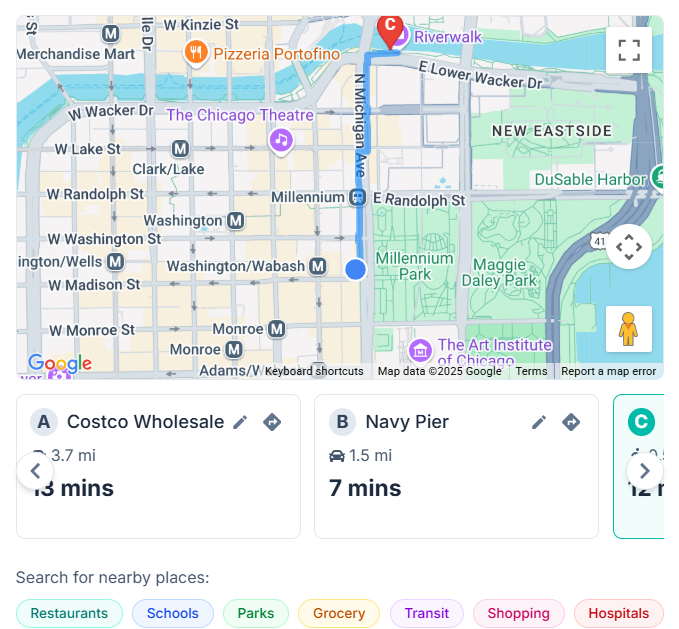 W Kinzie St
Merchandise Mart
Pizzeria Portofino
C
Riverwalk
E Lower Wacker Dr
W Wacker Dr
The Chicago Theatre
N Michigan Ave
NEW EASTSIDE
W Lake St
Clark/Lake
DuSable Harbor
W Randolph St
Millennium
E Randolph St
Washington
W Washington St
41
ington/Wells
Washington/Wabash
Millennium
Park
Maggie
Daley Park
W Madison St
W Monroe St
Monroe
Monroe
The Art Institute
of Chicago
Adams/W
Google
Keyboard shortcuts
Map data ©2025 Google
Terms
Report a map error
A Costco Wholesale
B Navy Pier
C
3.7 mi
1.5 mi
13 mins
7 mins
Search for nearby places:
Restaurants
Schools
Parks
Grocery
Transit
Shopping
Hospitals